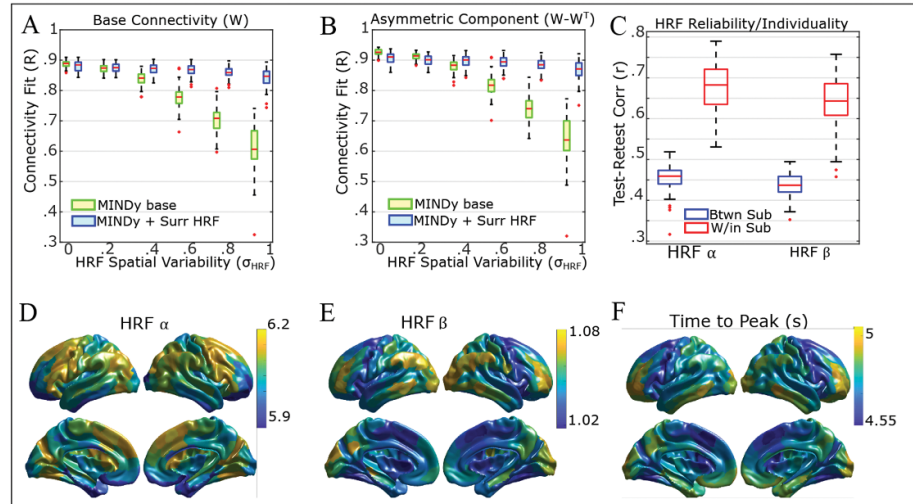 A
Base Connectivity (W)
Connectivity Fit (R)
1
.9
.8
.7
.6
.5
.4
.3
MINDy base
MINDy + Surr HRF
0 .2 .4 .6 .8 1
HRF Spatial Variability (σHRF)
B
Asymmetric Component (W-Wᵀ)
Connectivity Fit (R)
1
.9
.8
.7
.6
.5
.4
.3
MINDy base
MINDy + Surr HRF
0 .2 .4 .6 .8 1
HRF Spatial Variability (σHRF)
C
HRF Reliability/Individuality
Test-Retest Corr (r)
.8
.7
.6
.5
.4
.3
Btwn Sub
W/in Sub
HRF α HRF β
D
HRF α
6.2
5.9
E
HRF β
1.08
1.02
F
Time to Peak (s)
5
4.55